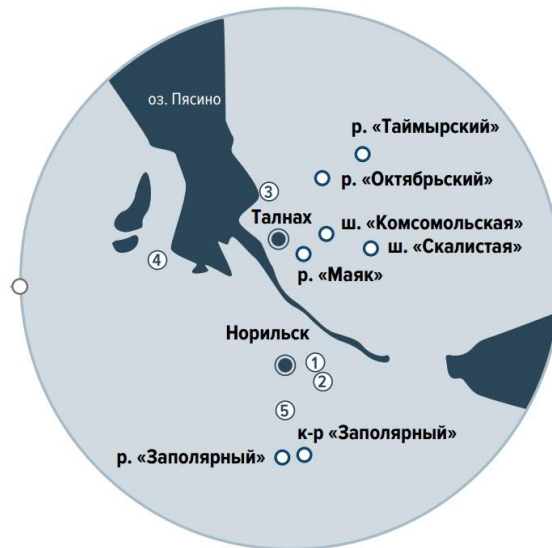 оз. Пясино
р. «Таймырский»
р. «Октябрьский»
3
Талнах
ш. «Комсомольская»
ш. «Скалистая»
4
р. «Маяк»
Норильск
1
2
5
к-р «Заполярный»
р. «Заполярный»